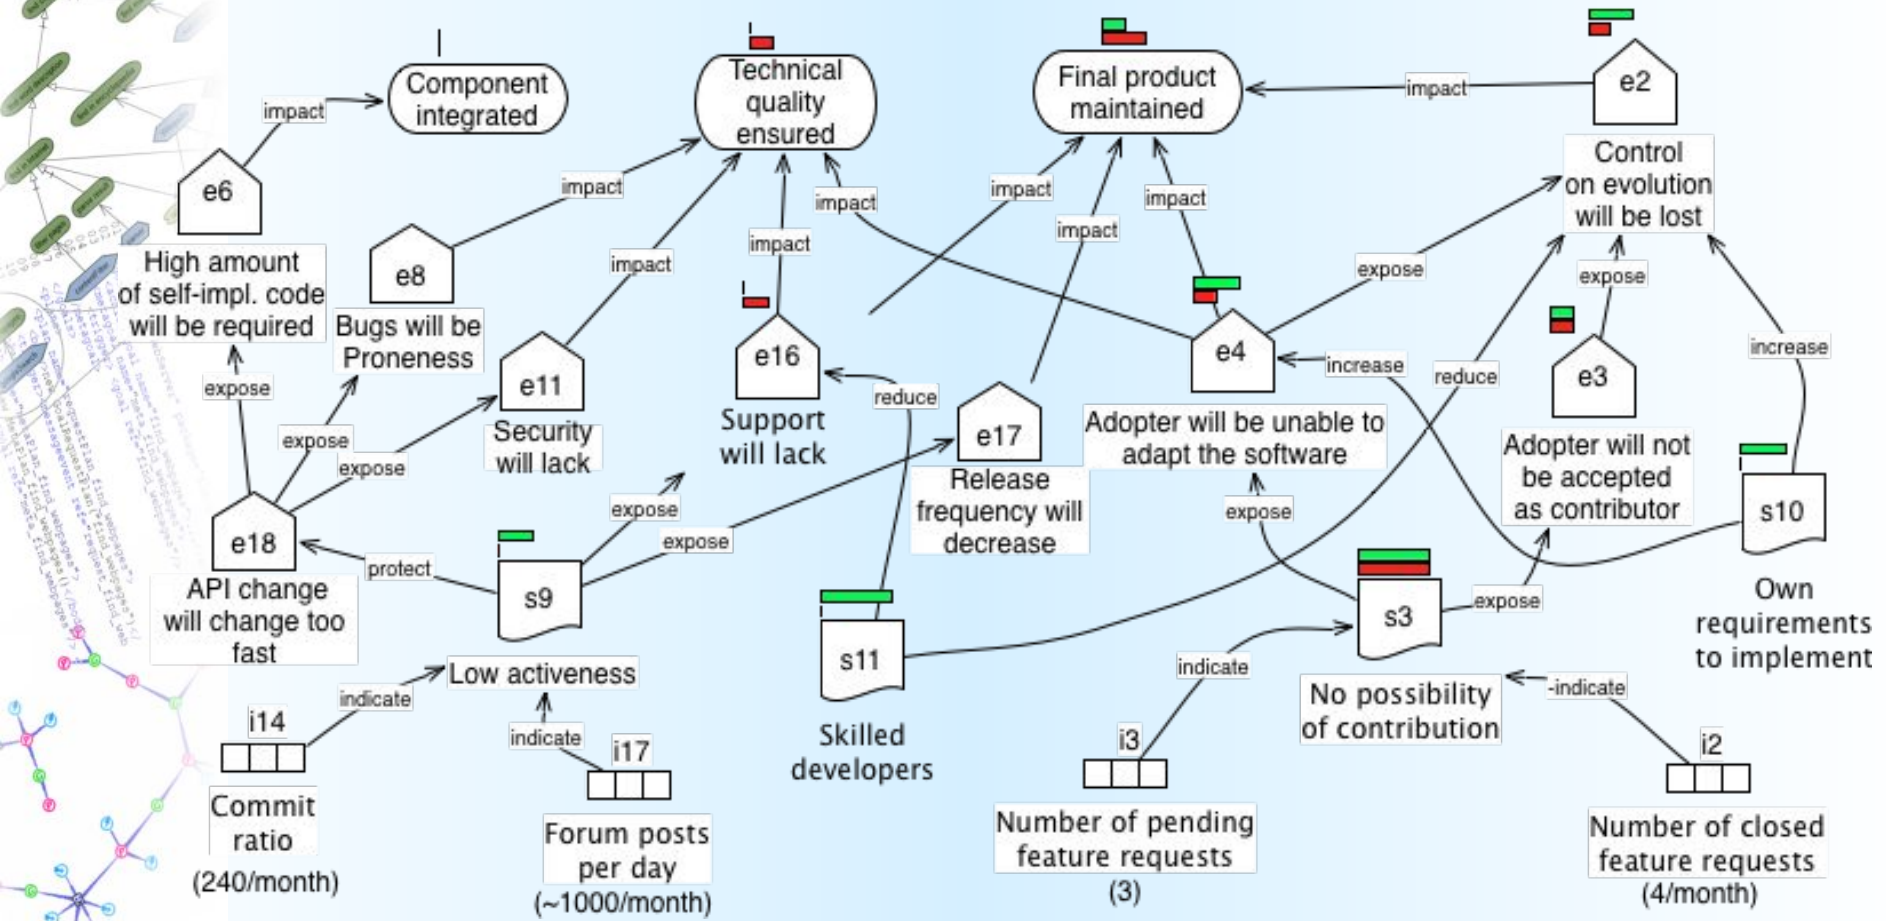 impact
Component
integrated
Technical
quality
ensured
Final product
maintained
impact
e2
e6
impact
impact
impact
impact
Control
on evolution
will be lost
High amount
of self-impl. code
will be required
e8
impact
impact
impact
expose
expose
Bugs will be
Proneness
e11
e16
e4
increase
reduce
e3
increase
expose
Security
will lack
Support
will lack
reduce
e17
Adopter will be unable to
adapt the software
Adopter will not
be accepted
as contributor
expose
expose
Release
frequency will
decrease
expose
expose
expose
s10
e18
protect
s9
API change
will change too
fast
Low activeness
s11
s3
expose
Own
requirements
to implement
indicate
indicate
Skilled
developers
indicate
No possibility
of contribution
-indicate
i14
i17
i3
i2
Commit
ratio
(240/month)
Forum posts
per day
(~1000/month)
Number of pending
feature requests
(3)
Number of closed
feature requests
(4/month)